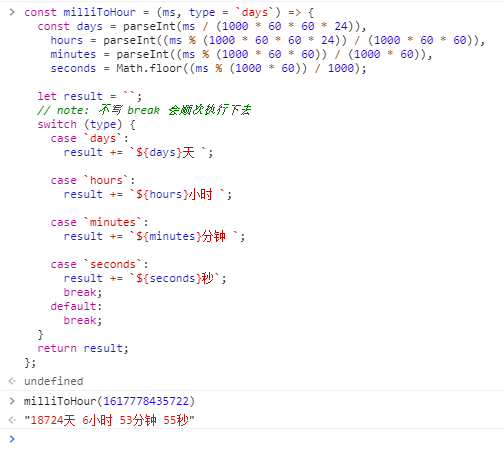 const milliToHour = (ms, type = `days`) => {
  const days = parseInt(ms / (1000 * 60 * 60 * 24)),
    hours = parseInt((ms % (1000 * 60 * 60 * 24)) / (1000 * 60 * 60)),
    minutes = parseInt((ms % (1000 * 60 * 60)) / (1000 * 60)),
    seconds = Math.floor((ms % (1000 * 60)) / 1000);

  let result = ``;
  // note: 不写 break 会顺次执行下去
  switch (type) {
    case `days`:
      result += `${days}天 `;

    case `hours`:
      result += `${hours}小时 `;

    case `minutes`:
      result += `${minutes}分钟 `;

    case `seconds`:
      result += `${seconds}秒`;
      break;
    default:
      break;
  }
  return result;
};
undefined
milliToHour(1617778435722)
"18724天 6小时 53分钟 55秒"